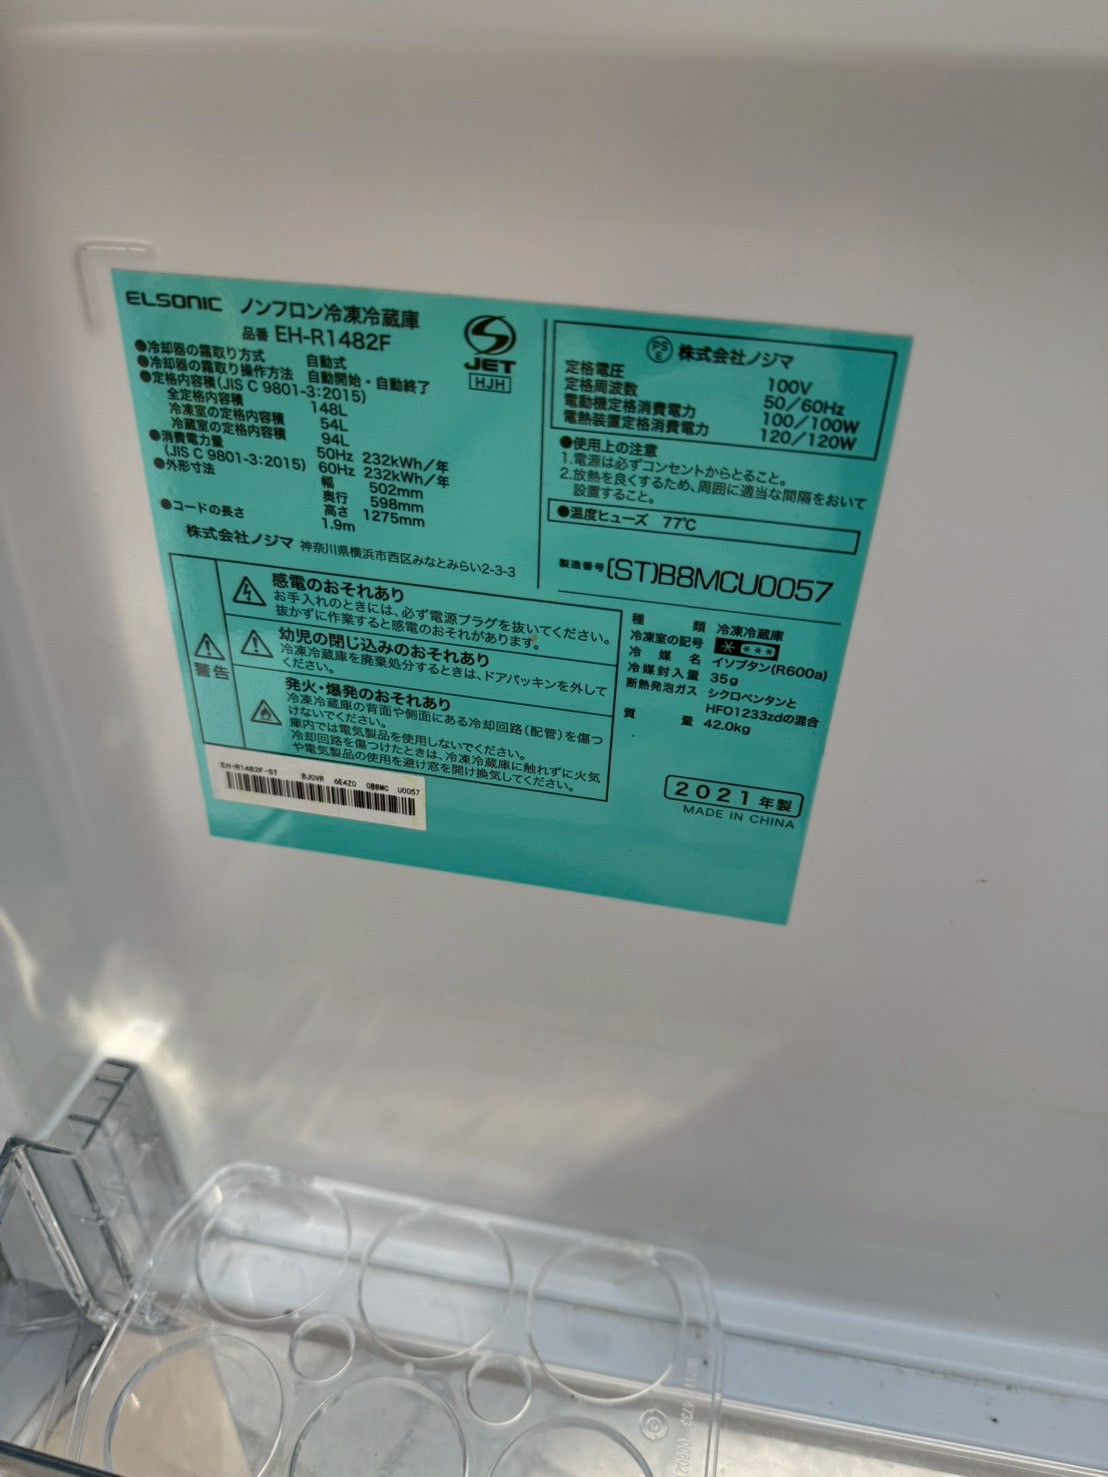 ELSONIC ノンフロン冷凍冷蔵庫
品番 EH-R1482F
JET
HJH
●冷却器の霜取り方式 自動式
●冷却器の霜取り操作方法 自動開始・自動終了
●定格内容積(JIS C 9801-3:2015)
全定格内容積 148L
冷凍室の定格内容積 54L
冷蔵室の定格内容積 94L
●消費電力量 50Hz 232kWh/年
(JIS C 9801-3:2015) 60Hz 232kWh/年
●外形寸法 幅 502mm
奥行 598mm
高さ 1275mm
●コードの長さ 1.9m
株式会社ノジマ 神奈川県横浜市西区みなとみらい2-3-3
PSE 株式会社ノジマ
定格電圧 100V
定格周波数 50/60Hz
電動機定格消費電力 100/100W
電熱装置定格消費電力 120/120W
●使用上の注意
1.電源は必ずコンセントからとること。
2.放熱を良くするため、周囲に適当な間隔をおいて
設置すること。
●温度ヒューズ 77℃
製造番号 (ST)B8MCU0057
警告
感電のおそれあり
お手入れのときには、必ず電源プラグを抜いてください。
抜かずに作業すると感電のおそれがあります。
幼児の閉じ込みのおそれあり
冷凍冷蔵庫を廃棄処分するときは、ドアパッキンを外して
ください。
発火・爆発のおそれあり
冷凍冷蔵庫の背面や側面にある冷却回路(配管)を傷つ
けないでください。
庫内では電気製品を使用しないでください。
冷却回路を傷つけたときは、冷凍冷蔵庫に触れずに火気
や電気製品の使用を避け窓を開け換気してください。
種類 冷凍冷蔵庫
冷凍室の記号 * ***
冷媒名 イソブタン(R600a)
冷媒封入量 35g
断熱発泡ガス シクロペンタンと
HFO1233zdの混合
質量 42.0kg
EH-R1482F-ST BJ0VR 6E4Z0 0B8MC U0057
2021年製
MADE IN CHINA